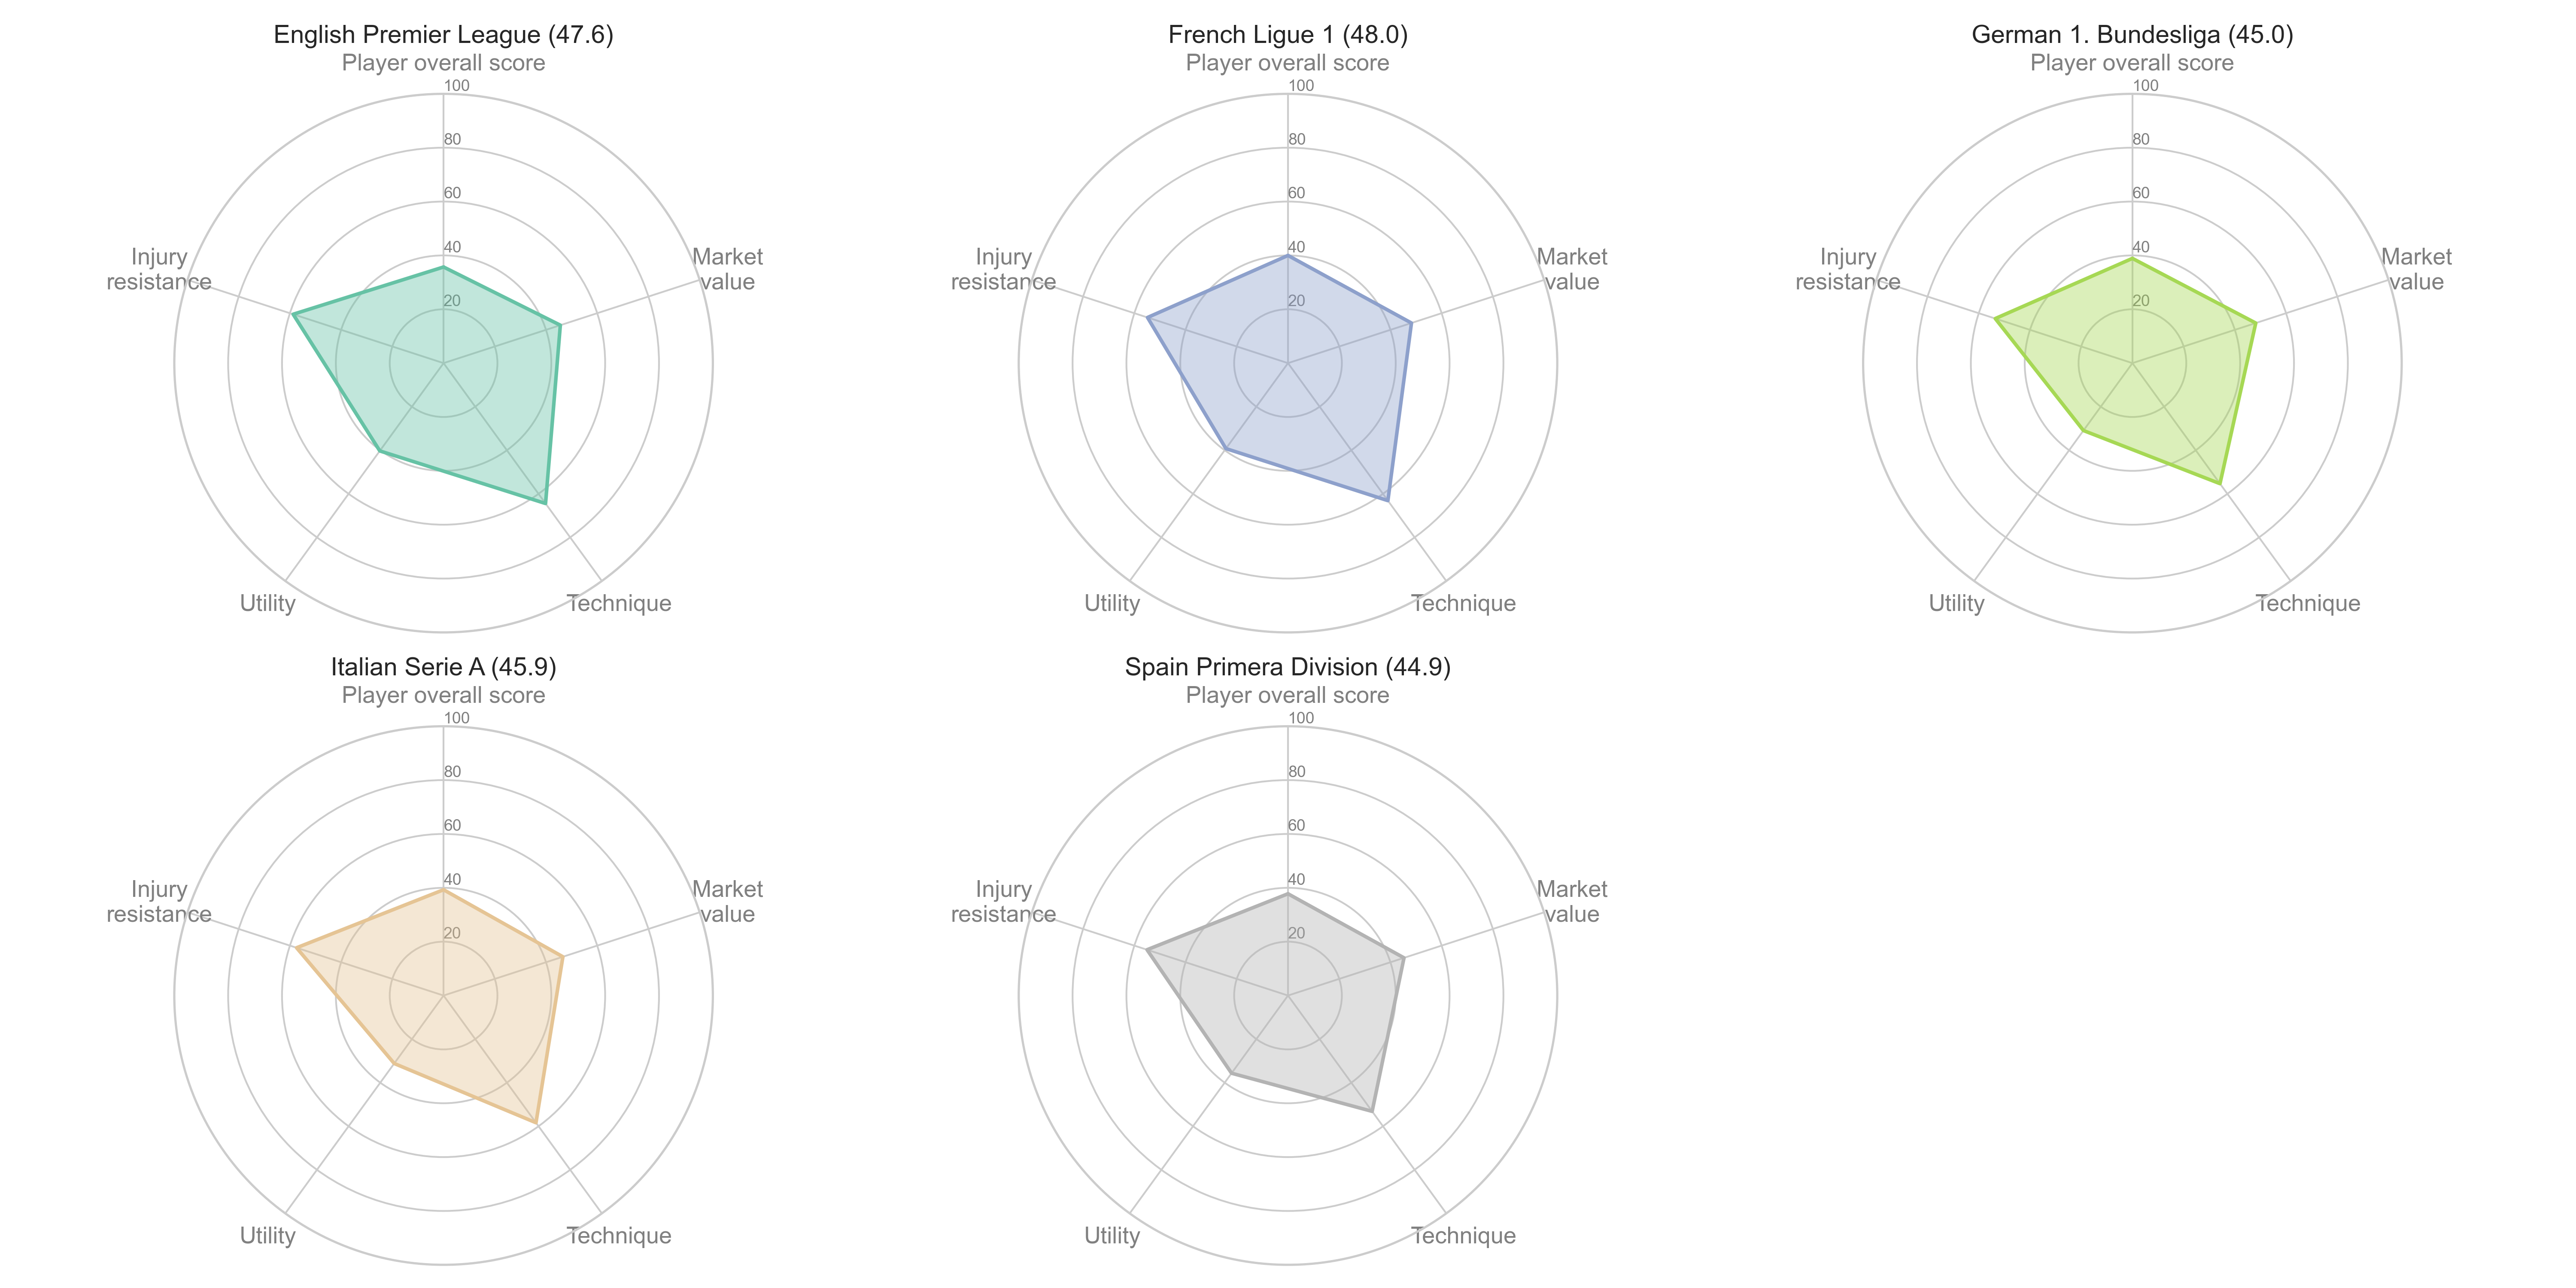 English Premier League (47.6)
Player overall score
100
80
60
40
20
Injury
resistance
Market
value
Utility
Technique
French Ligue 1 (48.0)
Player overall score
100
80
60
40
20
Injury
resistance
Market
value
Utility
Technique
German 1. Bundesliga (45.0)
Player overall score
100
80
60
40
20
Injury
resistance
Market
value
Utility
Technique
Italian Serie A (45.9)
Player overall score
100
80
60
40
20
Injury
resistance
Market
value
Utility
Technique
Spain Primera Division (44.9)
Player overall score
100
80
60
40
20
Injury
resistance
Market
value
Utility
Technique